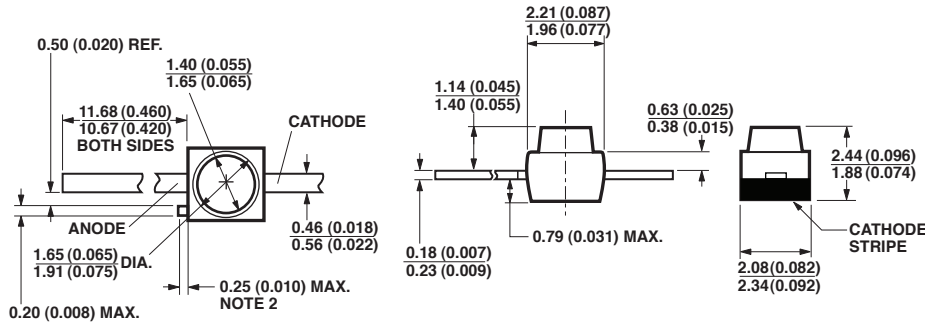 0.50 (0.020) REF.
1.40 (0.055)
1.65 (0.065)
11.68 (0.460)
10.67 (0.420)
BOTH SIDES
CATHODE
ANODE
1.65 (0.065)
1.91 (0.075)
DIA.
0.20 (0.008) MAX.
0.25 (0.010) MAX.
NOTE 2
0.46 (0.018)
0.56 (0.022)
2.21 (0.087)
1.96 (0.077)
1.14 (0.045)
1.40 (0.055)
0.63 (0.025)
0.38 (0.015)
0.18 (0.007)
0.23 (0.009)
0.79 (0.031) MAX.
2.44 (0.096)
1.88 (0.074)
CATHODE
STRIPE
2.08 (0.082)
2.34 (0.092)